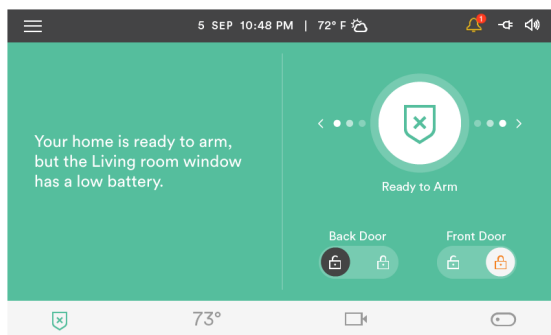 5 SEP 10:48 PM | 72° F
1
Your home is ready to arm,
but the Living room window
has a low battery.
Ready to Arm
Back Door
Front Door
73°